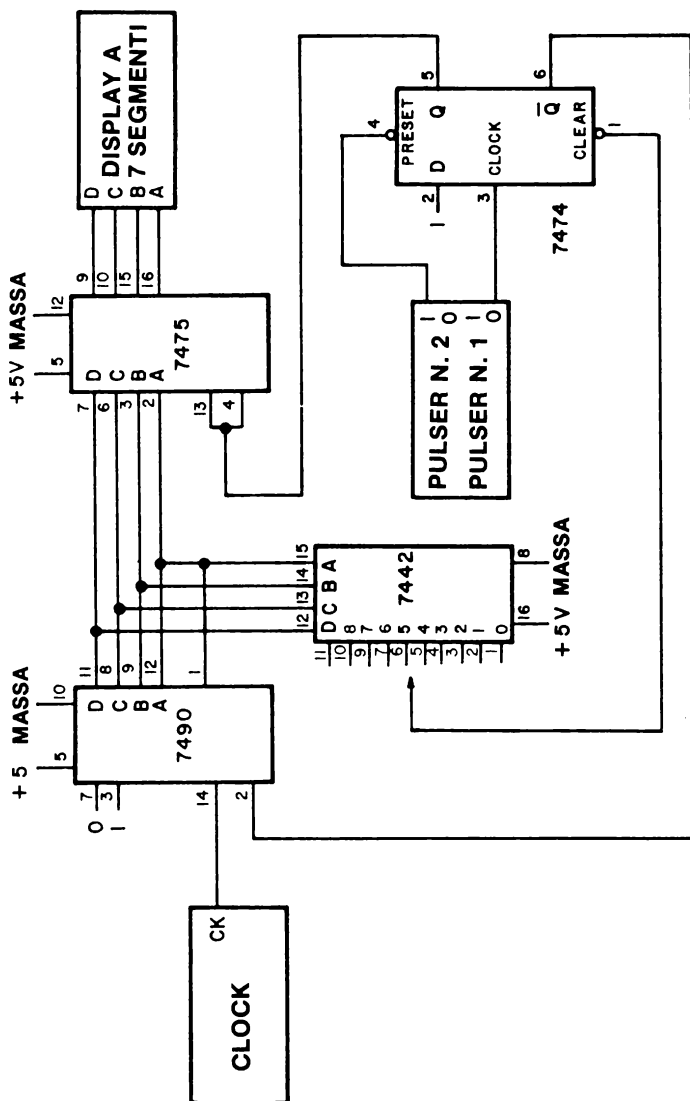 CLOCK
CK
0
1
7
3
14
2
+ 5 MASSA
5
10
7490
D
C
B
A
11
8
9
12
1
+5V MASSA
5
12
7
6
3
2
13
4
D
C
B
A
7475
9
10
15
16
D
C
B
A
DISPLAY A
7 SEGMENTI
12
13
14
15
D C B A
7442
8
7
6
5
4
3
2
1
0
11
10
9
7
6
5
4
3
2
1
16
8
+5V MASSA
PULSER N. 2
1
0
PULSER N. 1
1
0
4
PRESET
1
2
D
Q
5
3
CLOCK
Q̅
6
CLEAR
1
7474